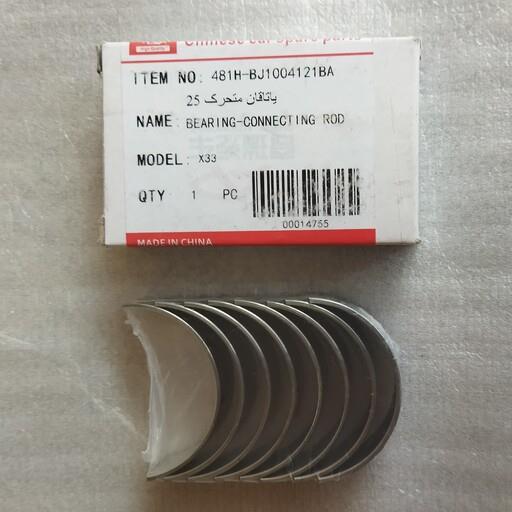 Chinese car spare parts
ITEM NO: 481H-BJ1004121BA
یاتاقان متحرک 25
NAME: BEARING-CONNECTING ROD
MODEL: X33
QTY 1 PC
00014755
MADE IN CHINA